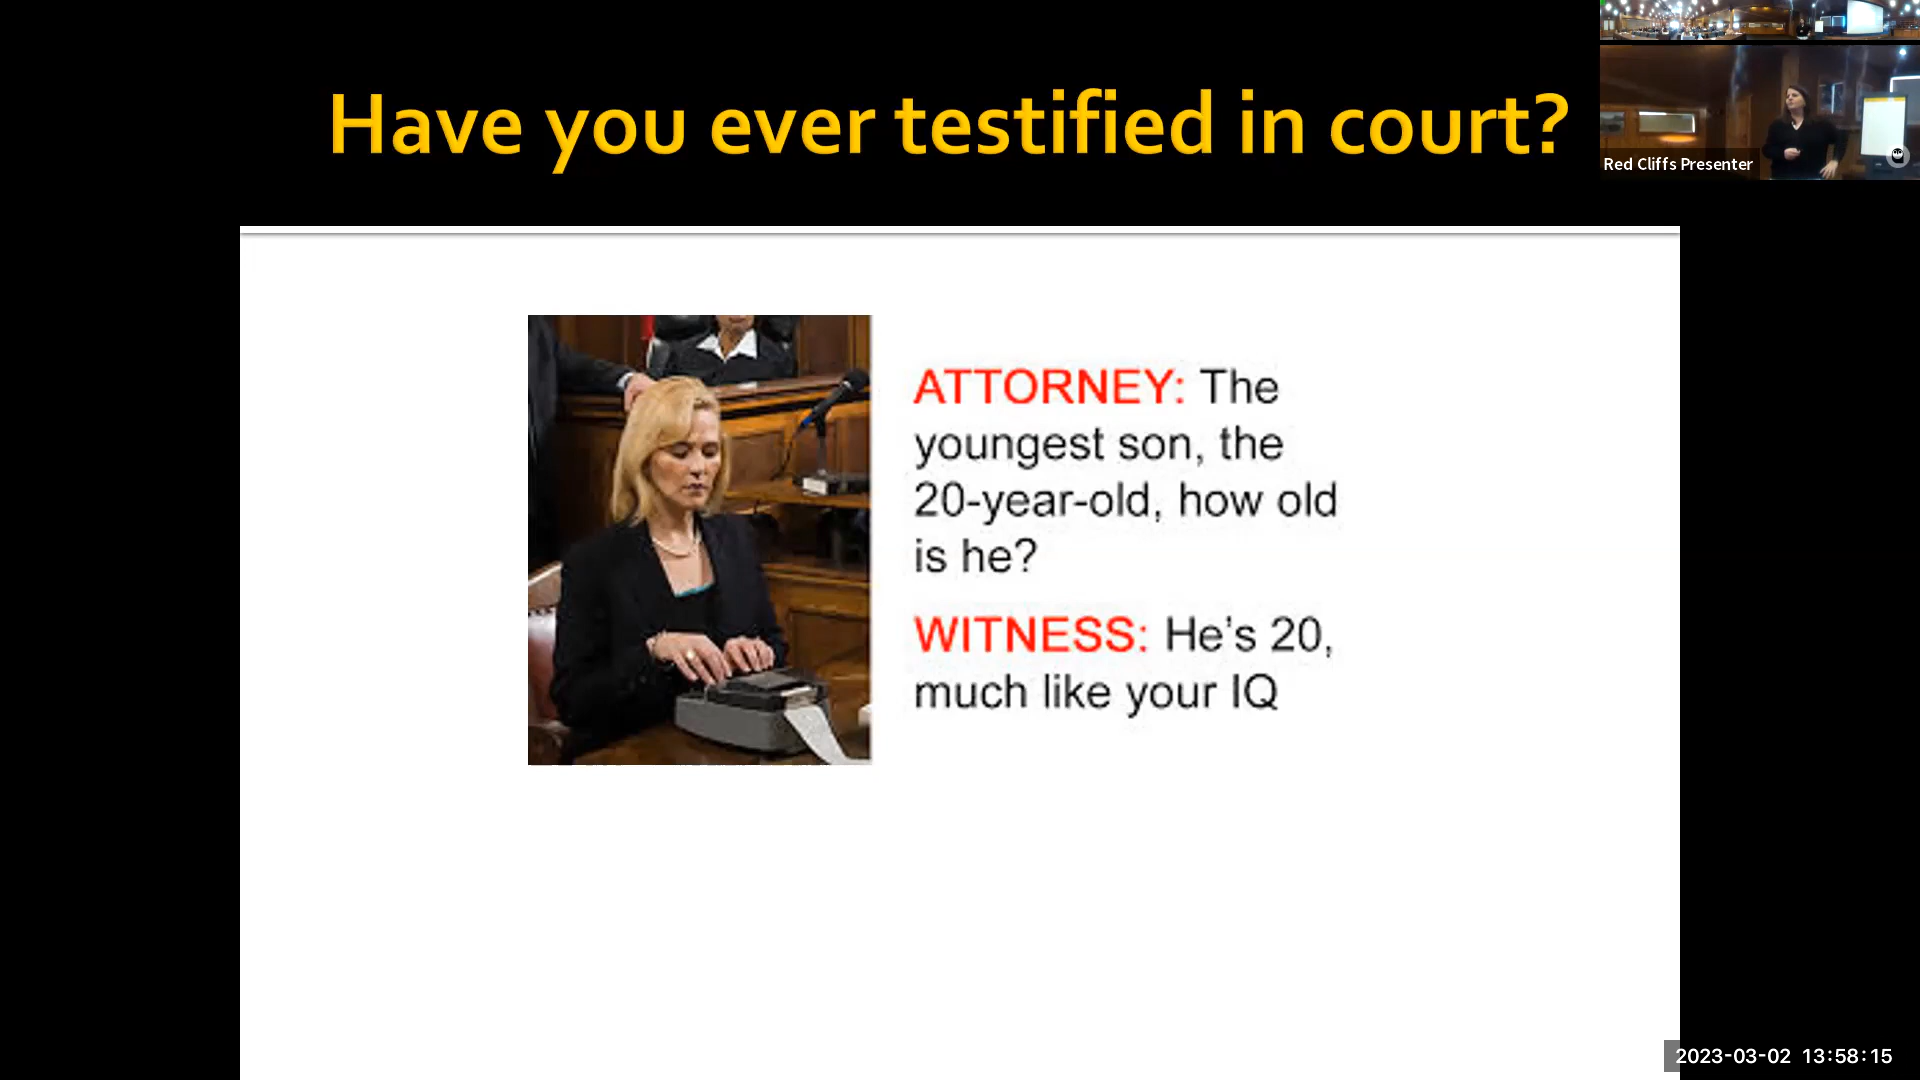 Have you ever testified in court?
Red Cliffs Presenter
ATTORNEY: The
youngest son, the
20-year-old, how old
is he?
WITNESS: He's 20,
much like your IQ
2023-03-02 13:58:15